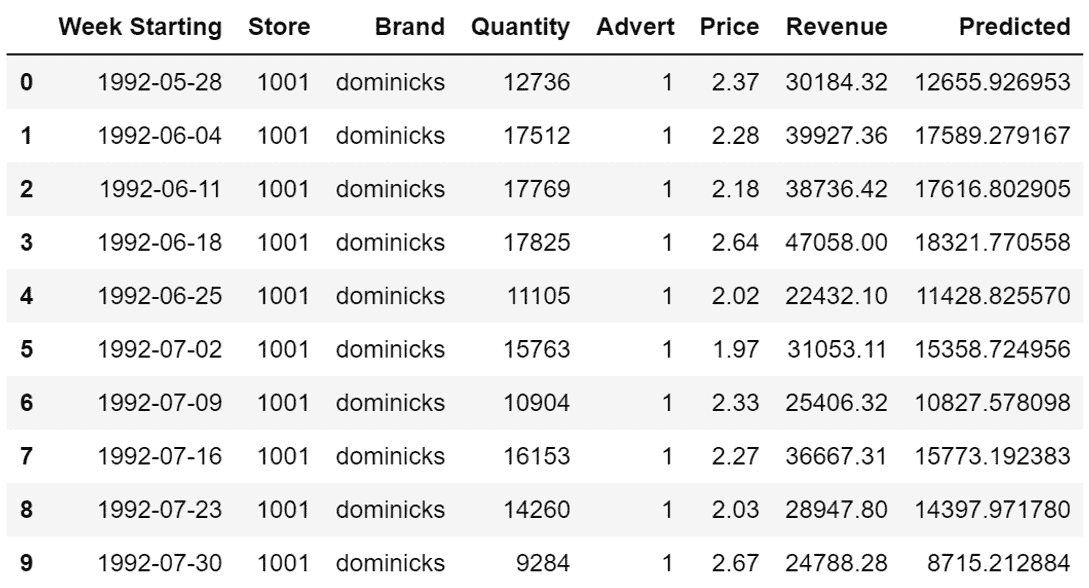 Week Starting Store Brand Quantity Advert Price Revenue Predicted
0 1992-05-28 1001 dominicks 12736 1 2.37 30184.32 12655.926953
1 1992-06-04 1001 dominicks 17512 1 2.28 39927.36 17589.279167
2 1992-06-11 1001 dominicks 17769 1 2.18 38736.42 17616.802905
3 1992-06-18 1001 dominicks 17825 1 2.64 47058.00 18321.770558
4 1992-06-25 1001 dominicks 11105 1 2.02 22432.10 11428.825570
5 1992-07-02 1001 dominicks 15763 1 1.97 31053.11 15358.724956
6 1992-07-09 1001 dominicks 10904 1 2.33 25406.32 10827.578098
7 1992-07-16 1001 dominicks 16153 1 2.27 36667.31 15773.192383
8 1992-07-23 1001 dominicks 14260 1 2.03 28947.80 14397.971780
9 1992-07-30 1001 dominicks 9284 1 2.67 24788.28 8715.212884